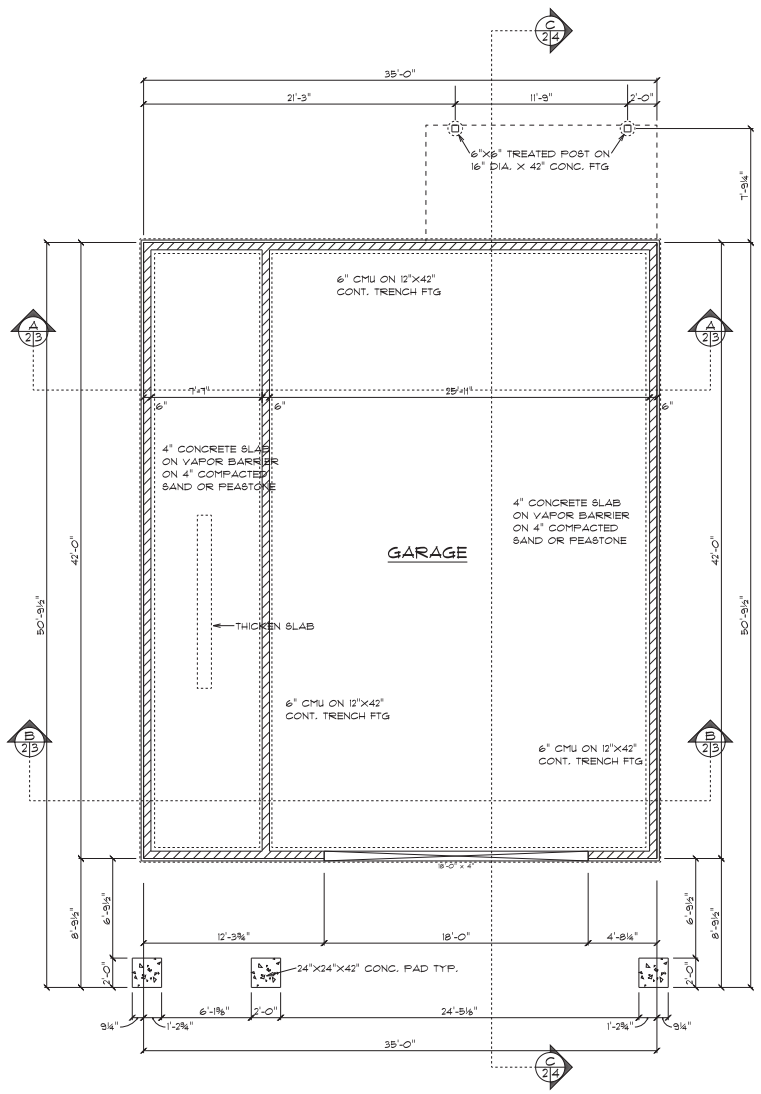 C
2 4
35'-0"
21'-3"
11'-9"
2'-0"
6"X6" TREATED POST ON
16" DIA. X 42" CONC. FTG
7'-9¼"
6" CMU ON 12"X42"
CONT. TRENCH FTG
A
2 3
A
2 3
7'-7"
25'-11"
6"
6"
6"
4" CONCRETE SLAB
ON VAPOR BARRIER
ON 4" COMPACTED
SAND OR PEASTONE
4" CONCRETE SLAB
ON VAPOR BARRIER
ON 4" COMPACTED
SAND OR PEASTONE
GARAGE
42'-0"
42'-0"
50'-9½"
50'-9½"
THICKEN SLAB
6" CMU ON 12"X42"
CONT. TRENCH FTG
B
2 3
B
2 3
6" CMU ON 12"X42"
CONT. TRENCH FTG
18'-0" x 4"
8'-9½"
6'-9½"
6'-9½"
8'-9½"
12'-3¾"
18'-0"
4'-8¼"
2'-0"
24"X24"X42" CONC. PAD TYP.
2'-0"
6'-1⅜"
2'-0"
24'-5⅛"
9¼"
1'-2¾"
1'-2¾"
9¼"
35'-0"
C
2 4